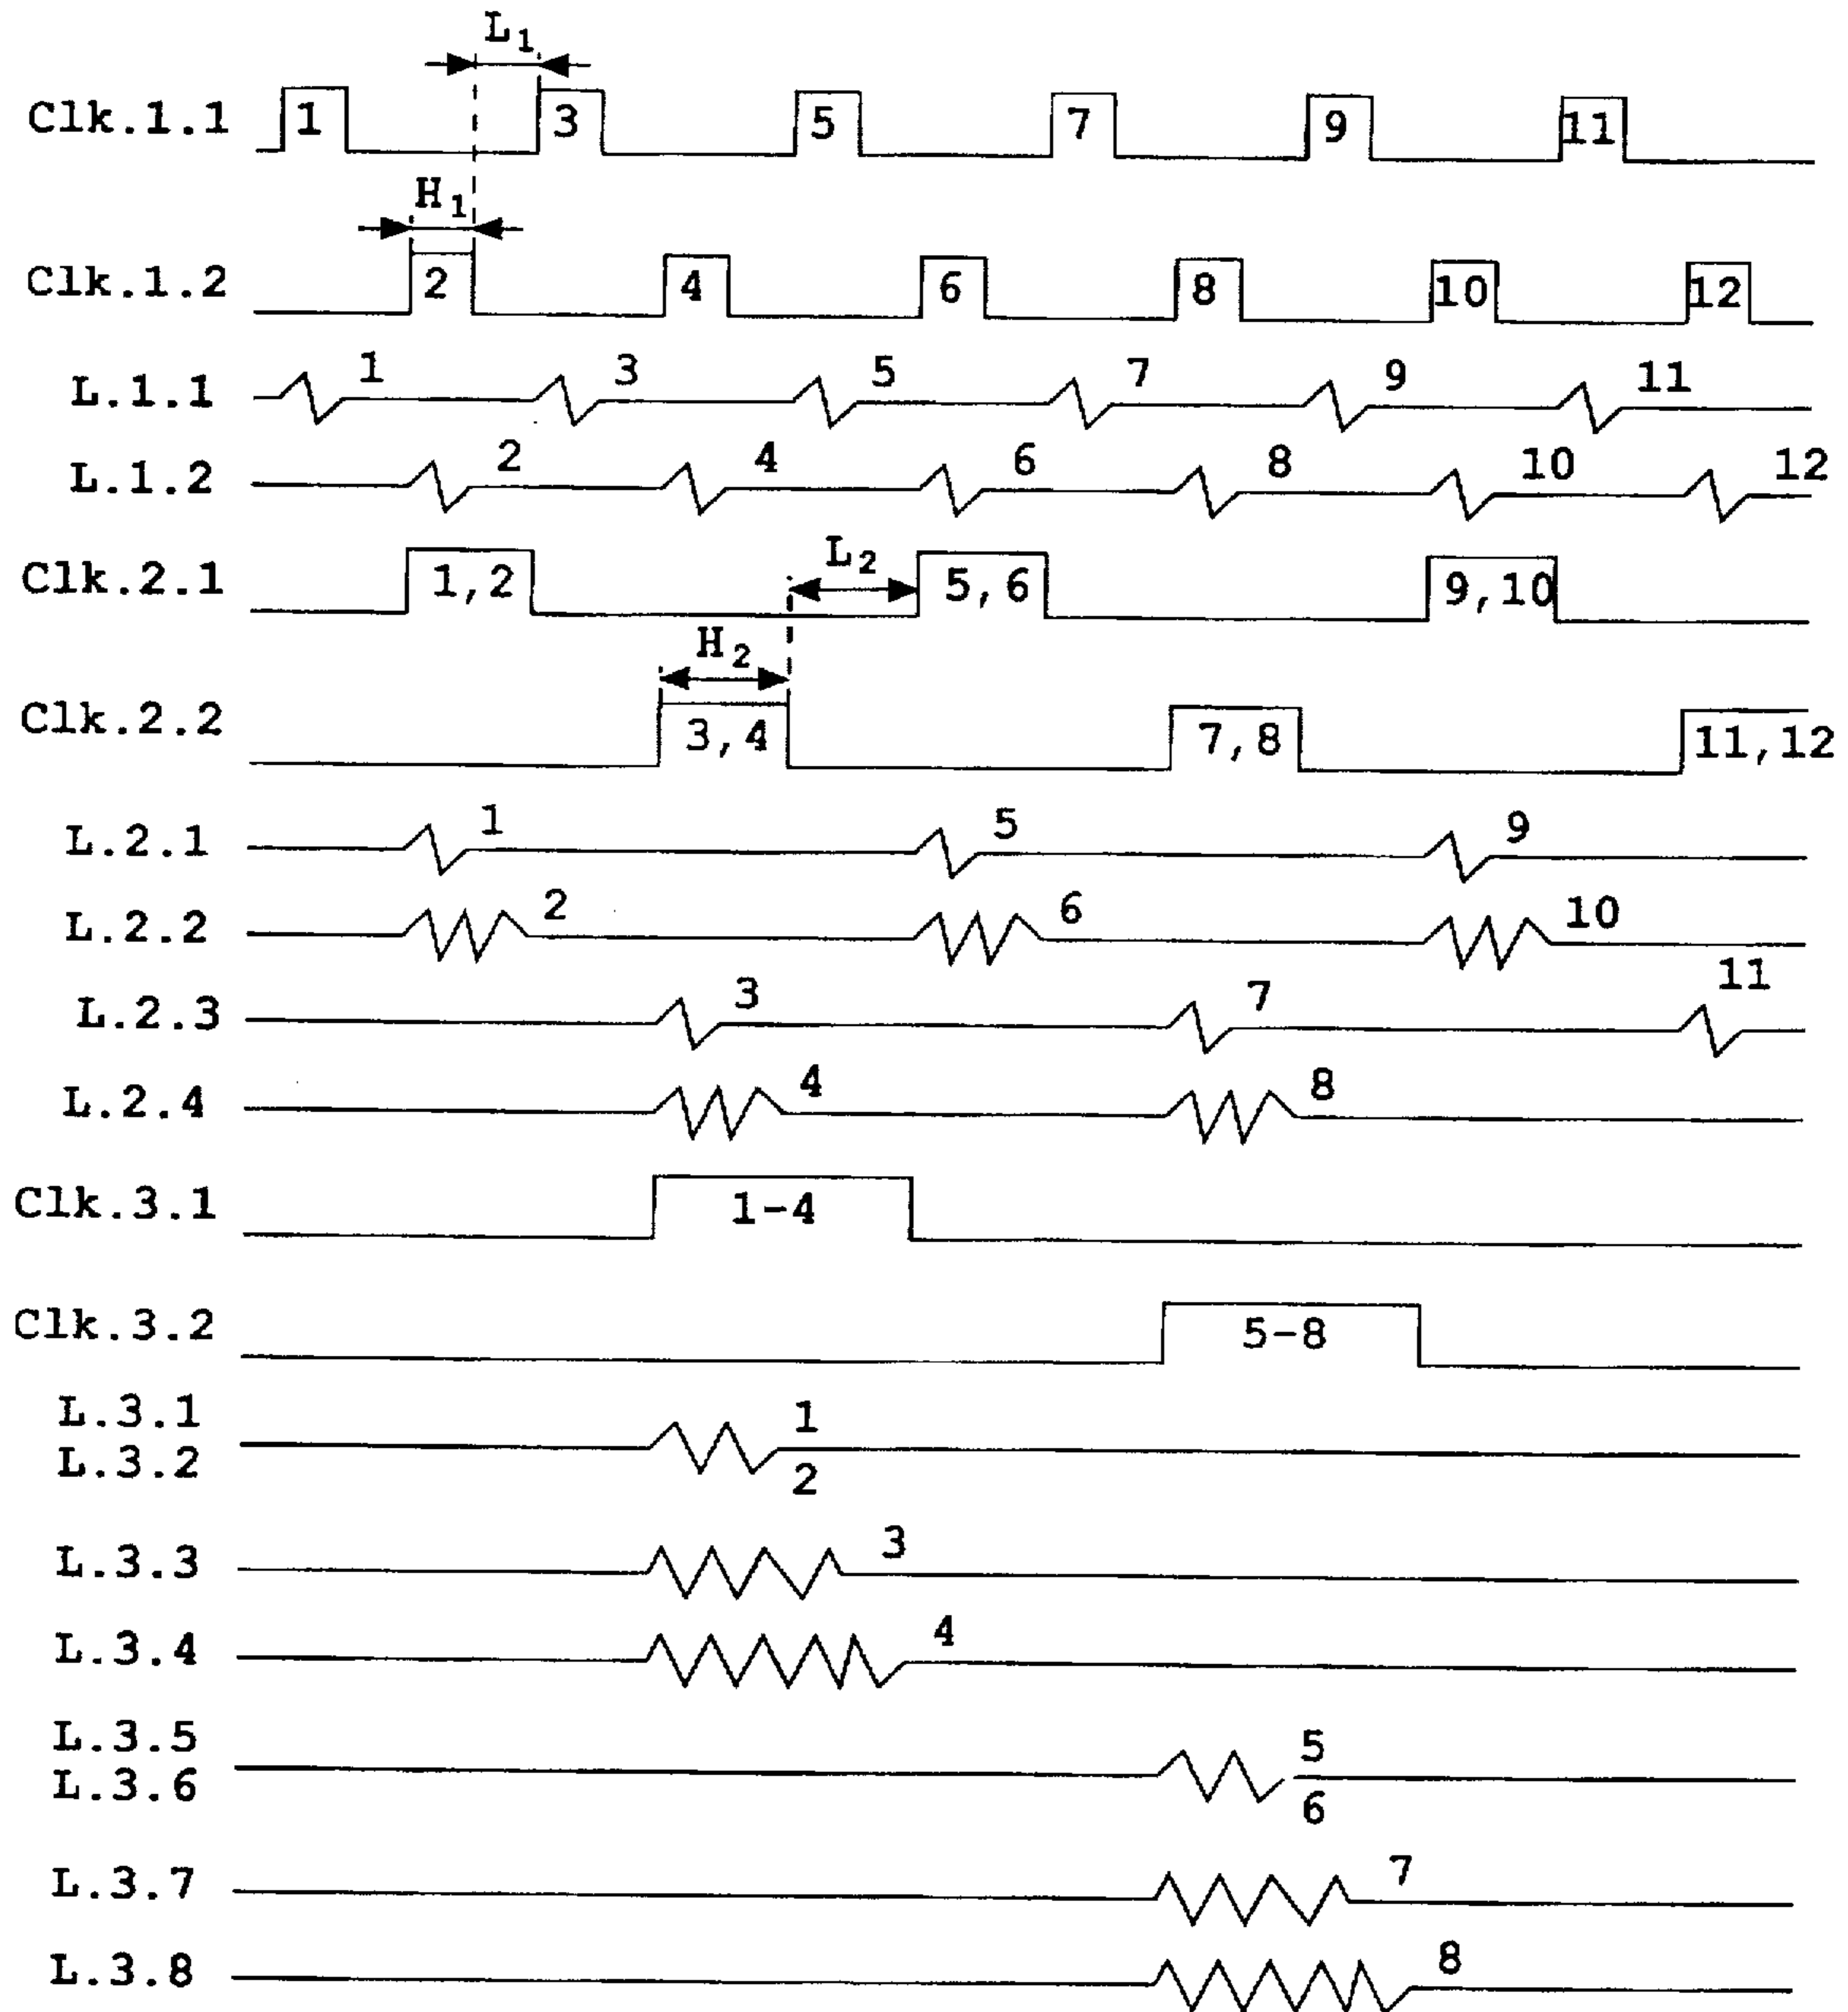 L1
Clk.1.1 1 3 5 7 9 11
H1
Clk.1.2 2 4 6 8 10 12
L.1.1 1 3 5 7 9 11
L.1.2 2 4 6 8 10 12
L2
Clk.2.1 1,2 5,6 9,10
H2
Clk.2.2 3,4 7,8 11,12
L.2.1 1 5 9
L.2.2 2 6 10
L.2.3 3 7 11
L.2.4 4 8
Clk.3.1 1-4
Clk.3.2 5-8
L.3.1 1
L.3.2 2
L.3.3 3
L.3.4 4
L.3.5 5
L.3.6 6
L.3.7 7
L.3.8 8